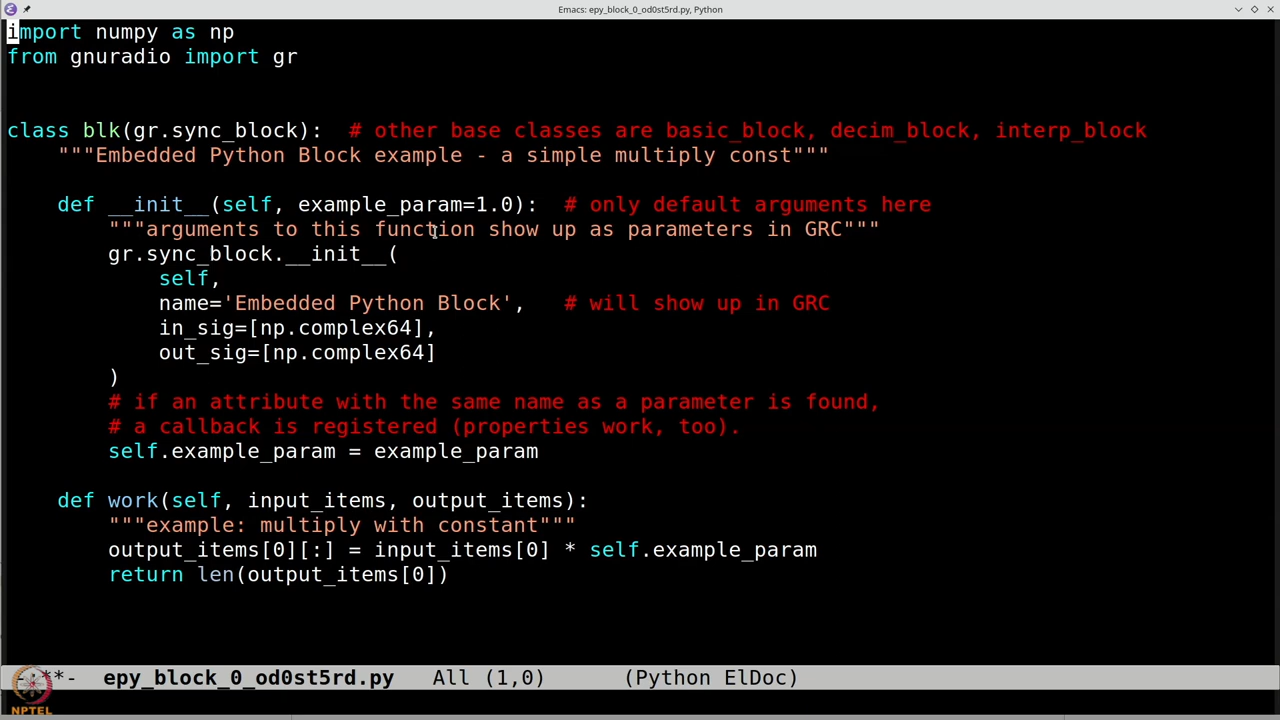 Emacs: epy_block_0_od0st5rd.py, Python
import numpy as np
from gnuradio import gr
class blk(gr.sync_block):  # other base classes are basic_block, decim_block, interp_block
    """Embedded Python Block example - a simple multiply const"""
    def __init__(self, example_param=1.0):  # only default arguments here
        """arguments to this function show up as parameters in GRC"""
        gr.sync_block.__init__(
            self,
            name='Embedded Python Block',   # will show up in GRC
            in_sig=[np.complex64],
            out_sig=[np.complex64]
        )
        # if an attribute with the same name as a parameter is found,
        # a callback is registered (properties work, too).
        self.example_param = example_param
    def work(self, input_items, output_items):
        """example: multiply with constant"""
        output_items[0][:] = input_items[0] * self.example_param
        return len(output_items[0])
**-  epy_block_0_od0st5rd.py   All (1,0)      (Python ElDoc)
NPTEL